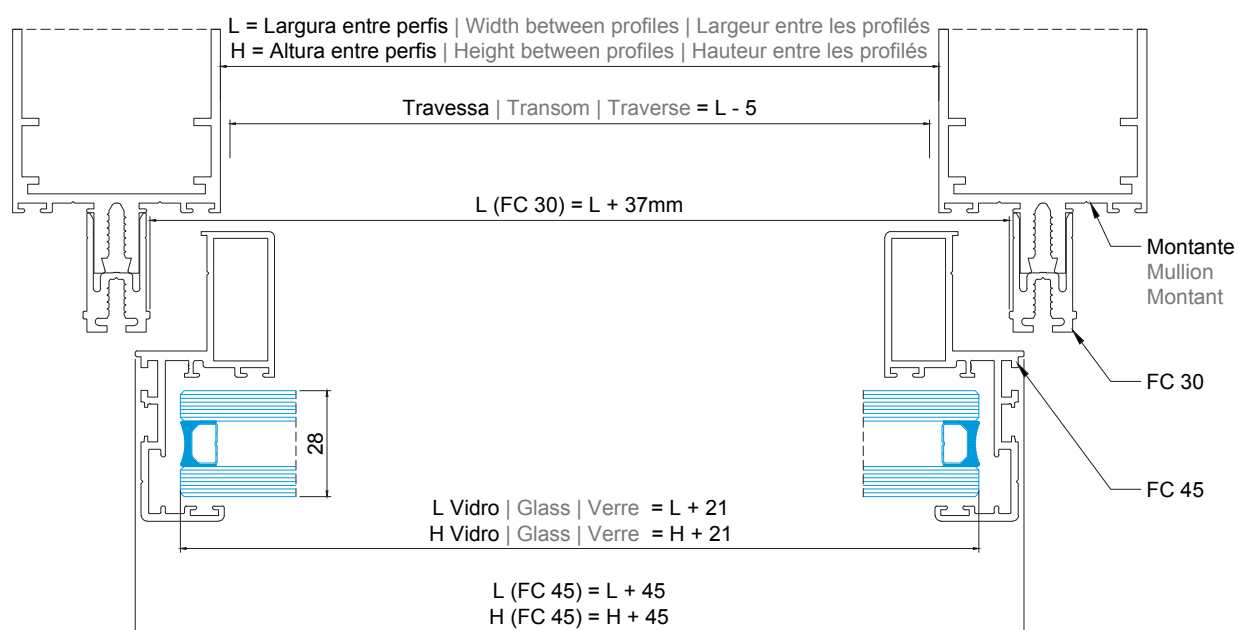 L = Largura entre perfis | Width between profiles | Largeur entre les profilés
H = Altura entre perfis | Height between profiles | Hauteur entre les profilés
Travessa | Transom | Traverse = L - 5
L (FC 30) = L + 37mm
Montante
Mullion
Montant
FC 30
28
FC 45
L Vidro | Glass | Verre = L + 21
H Vidro | Glass | Verre = H + 21
L (FC 45) = L + 45
H (FC 45) = H + 45